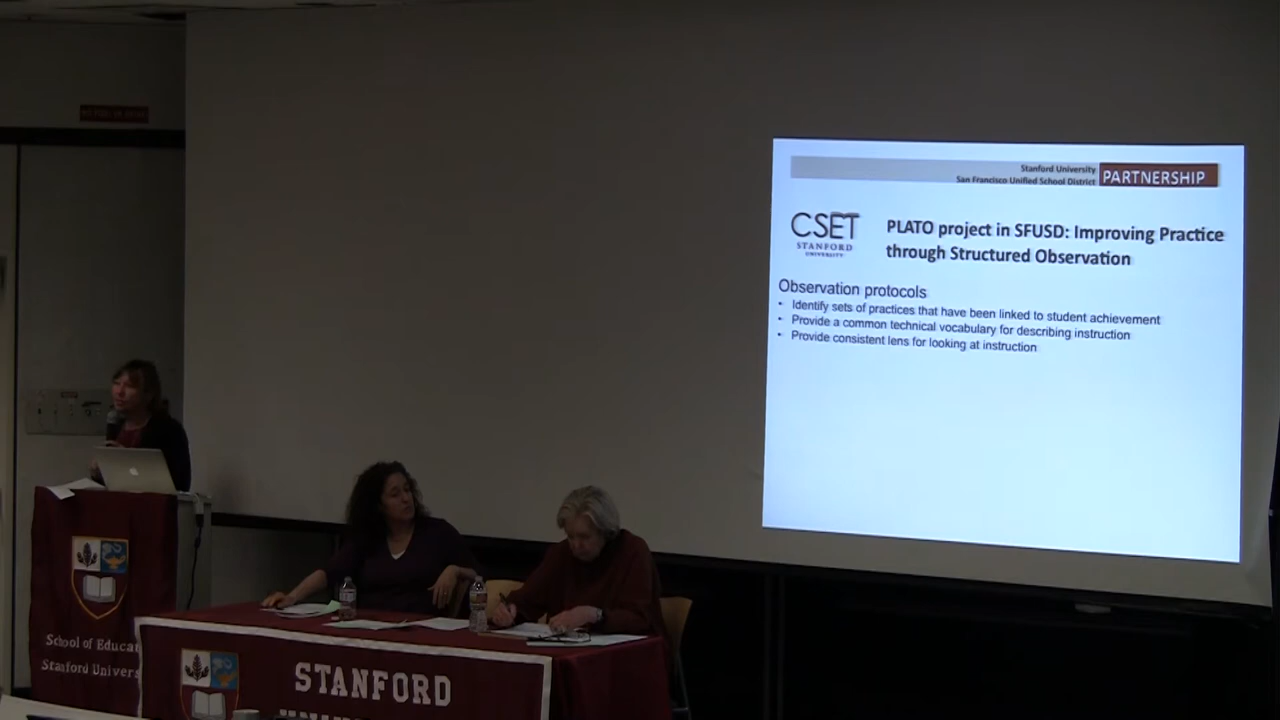 Stanford University
San Francisco Unified School District
PARTNERSHIP
CSET
STANFORD
UNIVERSITY
PLATO project in SFUSD: Improving Practice
through Structured Observation
Observation protocols
• Identify sets of practices that have been linked to student achievement
• Provide a common technical vocabulary for describing instruction
• Provide consistent lens for looking at instruction
School of Educat
Stanford Univers
STANFORD